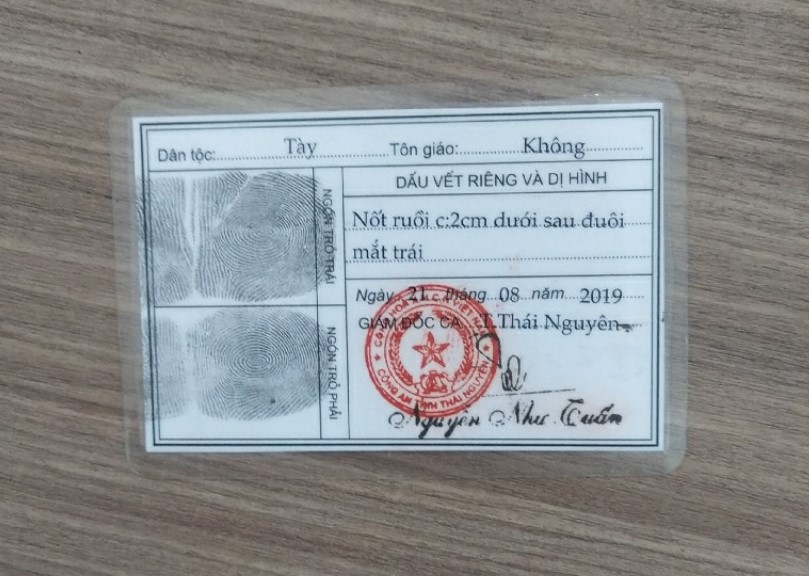 Dân tộc: Tày Tôn giáo: Không
DẤU VẾT RIÊNG VÀ DỊ HÌNH
NGÓN TRỎ TRÁI
Nốt ruồi c:2cm dưới sau đuôi
mắt trái
Ngày 21 tháng 08 năm 2019
GIÁM ĐỐC CA T.Thái Nguyên
NGÓN TRỎ PHẢI
CÔNG AN TỈNH THÁI NGUYÊN
Nguyễn Như Tuấn